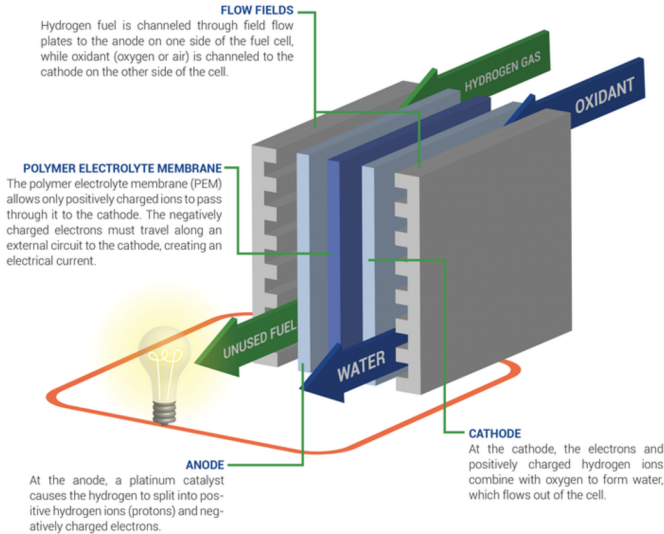 FLOW FIELDS
Hydrogen fuel is channeled through field flow
plates to the anode on one side of the fuel cell,
while oxidant (oxygen or air) is channeled to the
cathode on the other side of the cell.
HYDROGEN GAS
OXIDANT
POLYMER ELECTROLYTE MEMBRANE
The polymer electrolyte membrane (PEM)
allows only positively charged ions to pass
through it to the cathode. The negatively
charged electrons must travel along an
external circuit to the cathode, creating an
electrical current.
UNUSED FUEL
WATER
CATHODE
At the cathode, the electrons and
positively charged hydrogen ions
combine with oxygen to form water,
which flows out of the cell.
ANODE
At the anode, a platinum catalyst
causes the hydrogen to split into posi-
tive hydrogen ions (protons) and neg-
atively charged electrons.